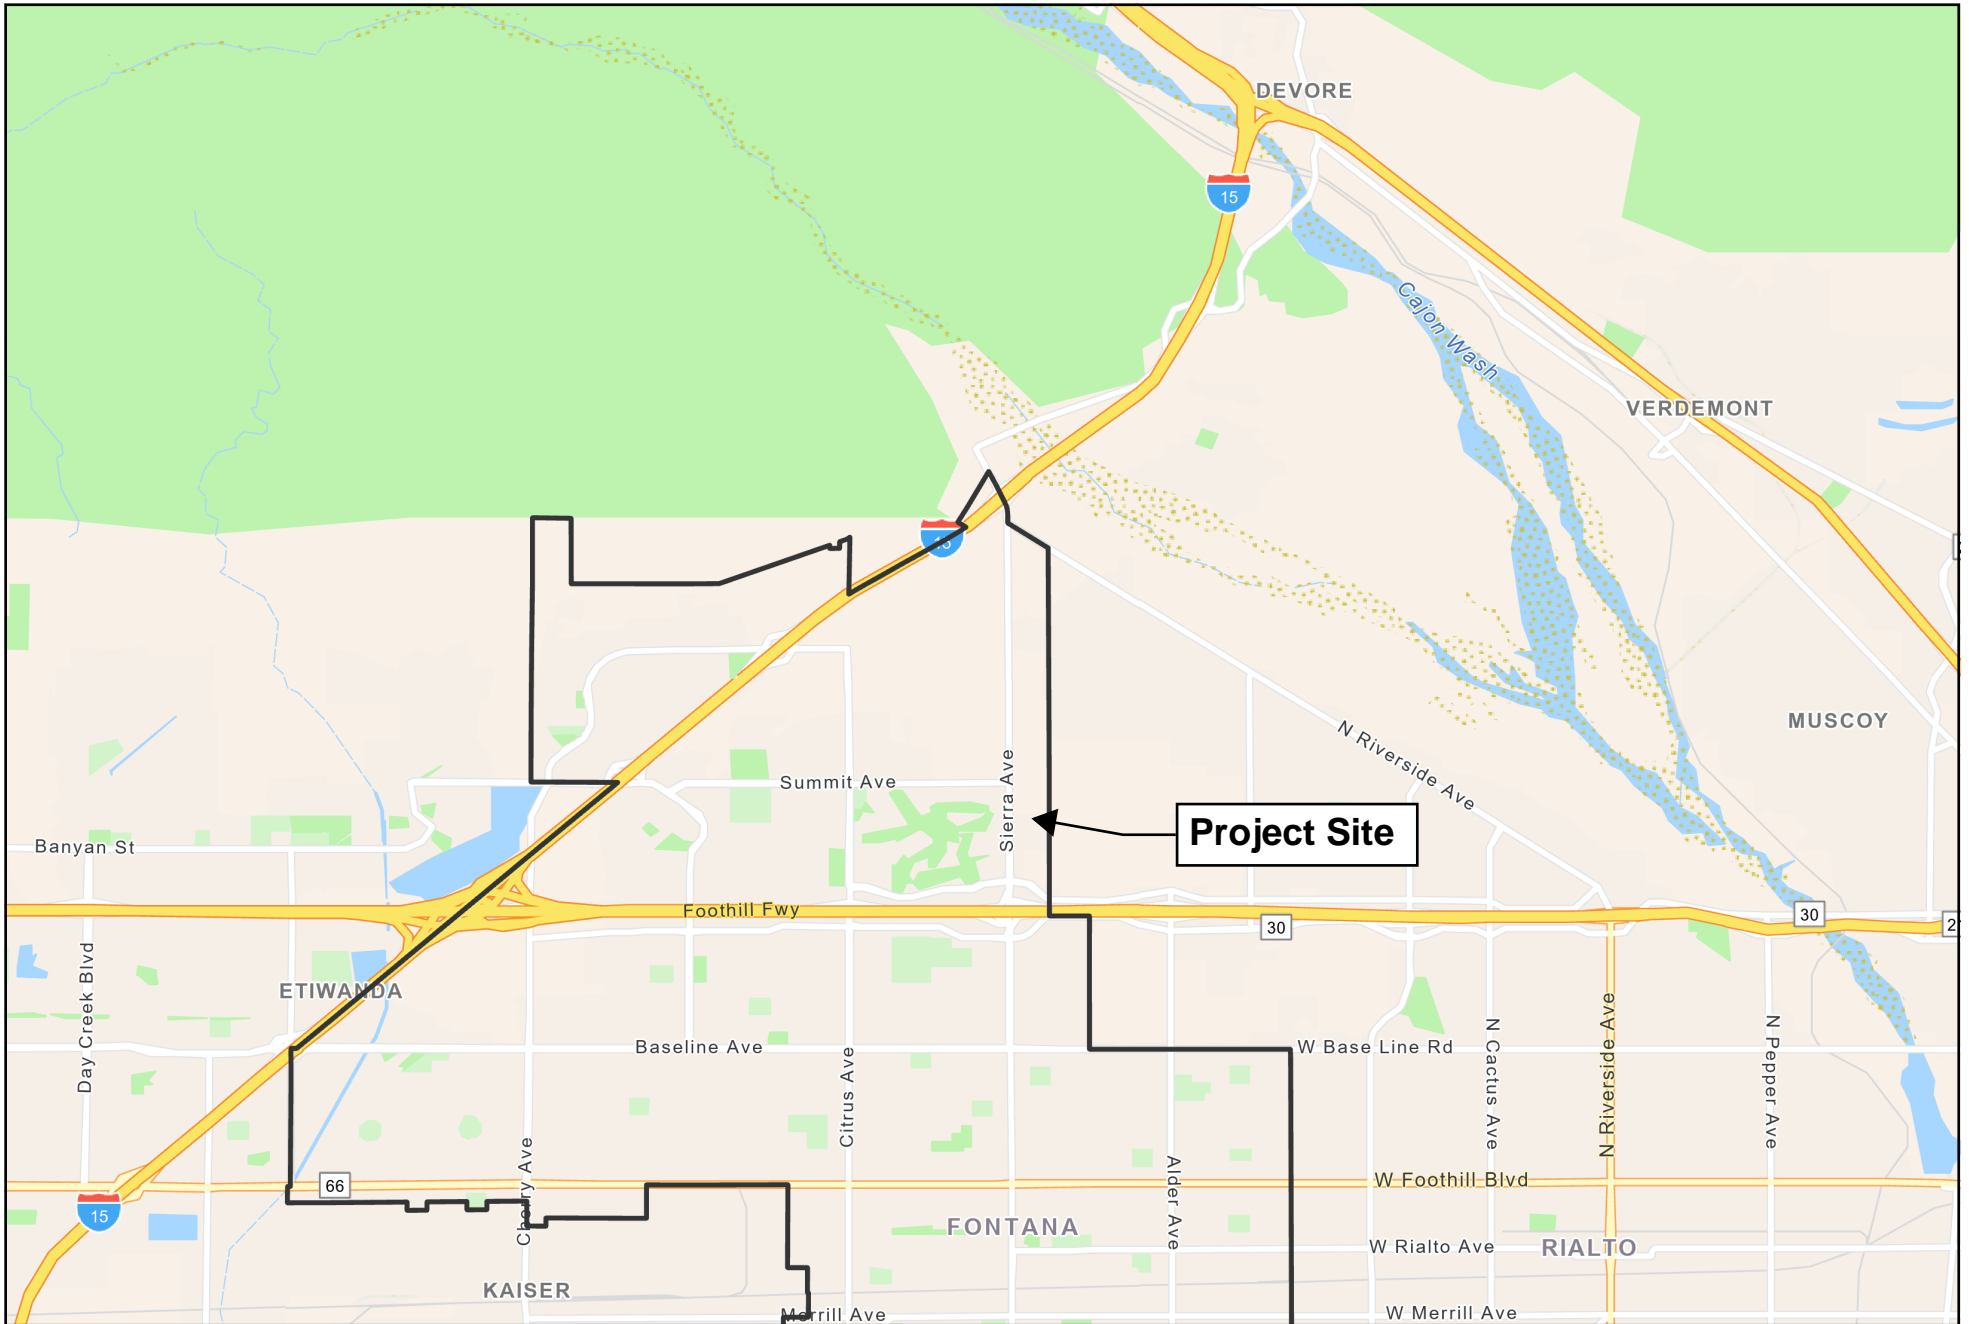 DEVORE
15
Cajon Wash
VERDEMONT
15
MUSCOY
N Riverside Ave
Summit Ave
Sierra Ave
Project Site
Banyan St
Foothill Fwy
30
30
2
Day Creek Blvd
ETIWANDA
Baseline Ave
W Base Line Rd
Citrus Ave
N Cactus Ave
N Riverside Ave
N Pepper Ave
Cherry Ave
Alder Ave
66
W Foothill Blvd
15
FONTANA
W Rialto Ave
RIALTO
KAISER
Merrill Ave
W Merrill Ave